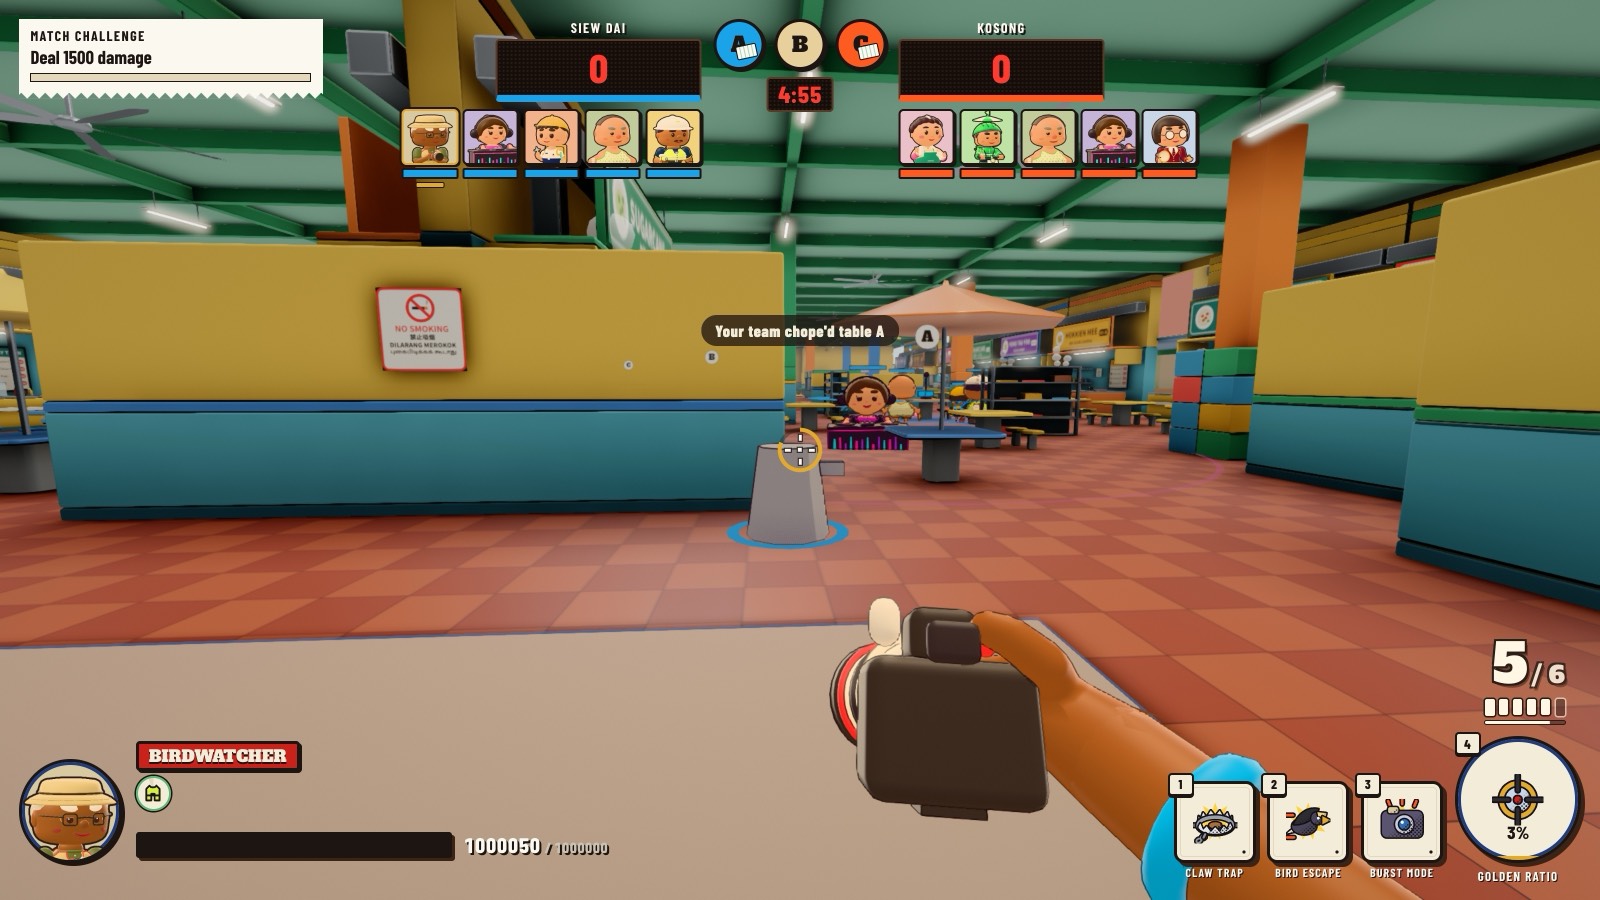 MATCH CHALLENGE
Deal 1500 damage
SIEW DAI
0
A
B
C
4:55
KOSONG
0
NO SMOKING
禁止吸烟
DILARANG MEROKOK
Your team chope'd table A
A
B
C
BIRDWATCHER
1000050 / 1000000
5/6
1
CLAW TRAP
2
BIRD ESCAPE
3
BURST MODE
4
3%
GOLDEN RATIO